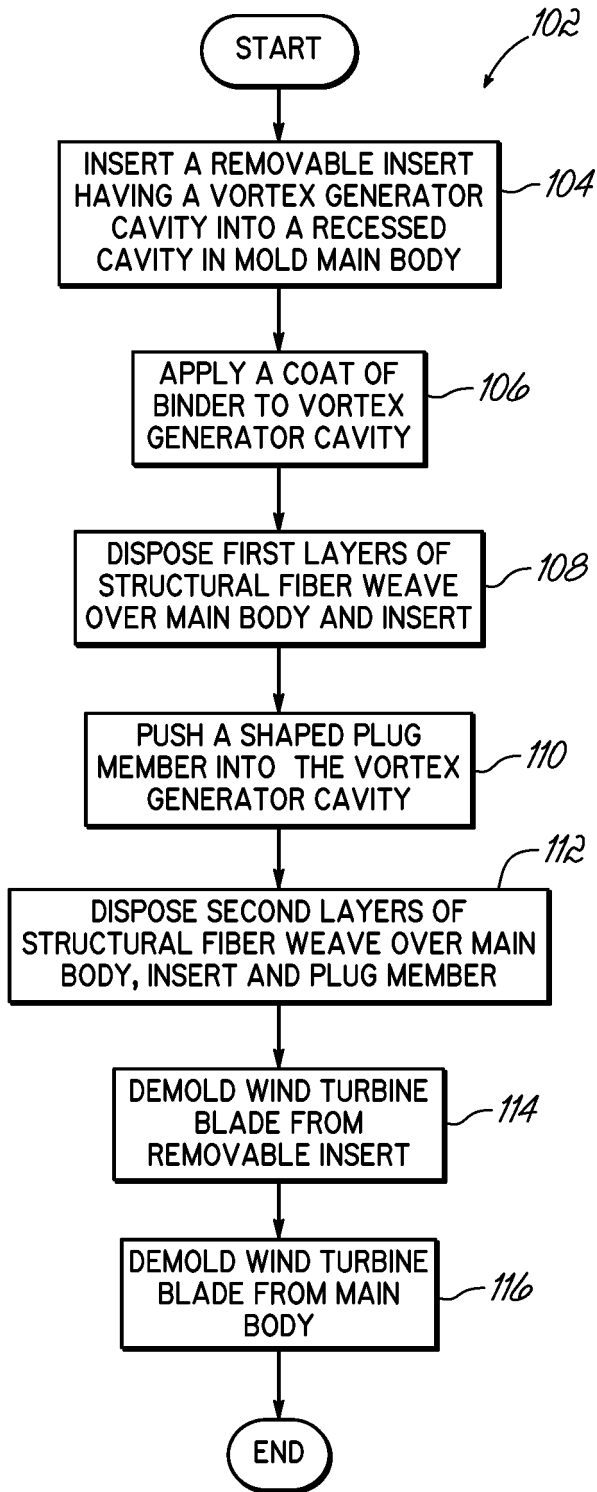 START
102
INSERT A REMOVABLE INSERT
HAVING A VORTEX GENERATOR
CAVITY INTO A RECESSED
CAVITY IN MOLD MAIN BODY
104
APPLY A COAT OF
BINDER TO VORTEX
GENERATOR CAVITY
106
DISPOSE FIRST LAYERS OF
STRUCTURAL FIBER WEAVE
OVER MAIN BODY AND INSERT
108
PUSH A SHAPED PLUG
MEMBER INTO THE VORTEX
GENERATOR CAVITY
110
112
DISPOSE SECOND LAYERS OF
STRUCTURAL FIBER WEAVE OVER MAIN
BODY, INSERT AND PLUG MEMBER
DEMOLD WIND TURBINE
BLADE FROM
REMOVABLE INSERT
114
DEMOLD WIND TURBINE
BLADE FROM MAIN
BODY
116
END